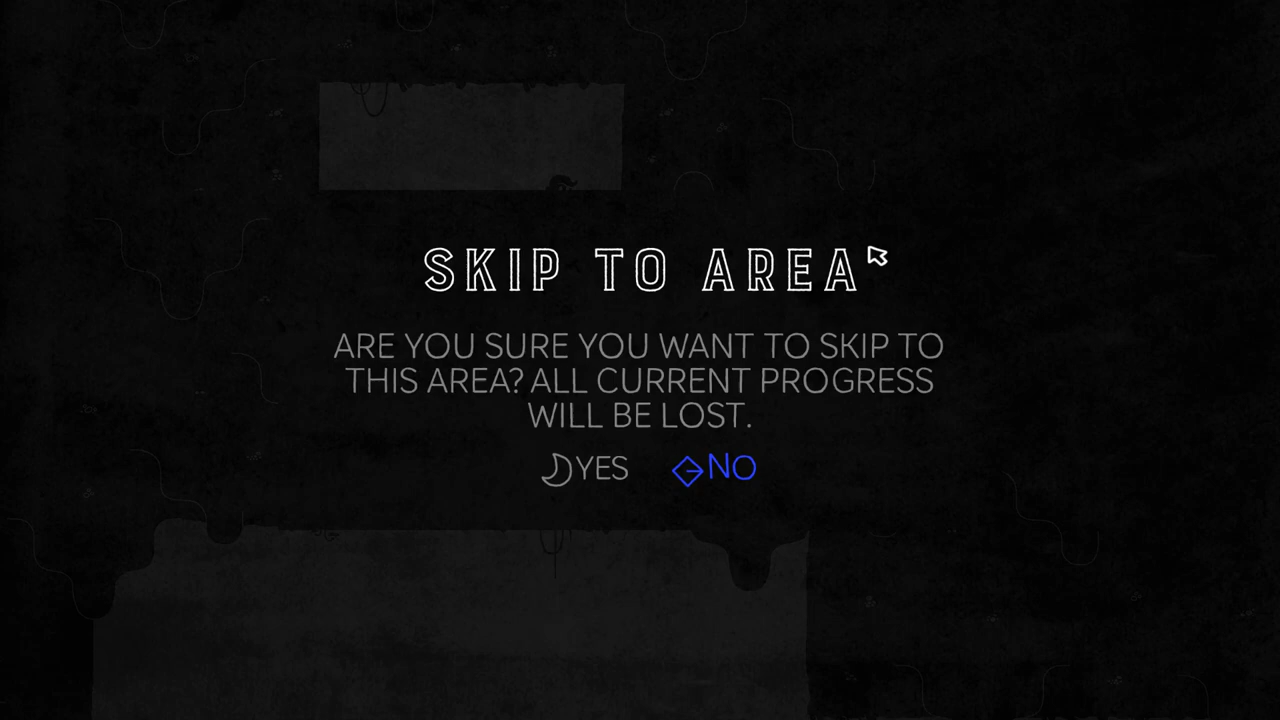 SKIP TO AREA
ARE YOU SURE YOU WANT TO SKIP TO
THIS AREA? ALL CURRENT PROGRESS
WILL BE LOST.
YES NO